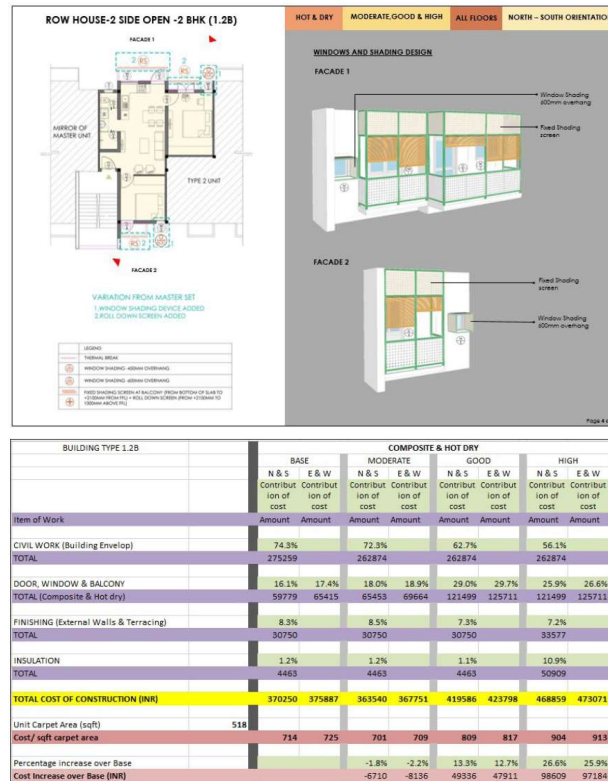 ROW HOUSE-2 SIDE OPEN -2 BHK (1.2B)
FACADE 1
2 RS
2
RS
MIRROR OF
MASTER UNIT
TYPE 2 UNIT
RS 2
FACADE 2
VARIATION FROM MASTER SET
1.WINDOW SHADING DEVICE ADDED
2.ROLL DOWN SCREEN ADDED
LEGEND
THERMAL BREAK
WINDOW SHADING- 600MM OVERHANG
HOT & DRY
MODERATE,GOOD & HIGH
ALL FLOORS
NORTH – SOUTH ORIENTATION
WINDOWS AND SHADING DESIGN
FACADE 1
Window Shading
600mm overhang
Fixed Shading
screen
FACADE 2
Fixed Shading
screen
Window Shading
600mm overhang
BUILDING TYPE 1.2B COMPOSITE & HOT DRY
BASE MODERATE GOOD HIGH
N & S E & W N & S E & W N & S E & W N & S E & W
Contribut Contribut Contribut Contribut Contribut Contribut Contribut Contribut
ion of ion of ion of ion of ion of ion of ion of ion of
cost cost cost cost cost cost cost cost
Item of Work Amount Amount Amount Amount Amount Amount Amount Amount
CIVIL WORK (Building Envelop) 74.3% 72.3% 62.7% 56.1%
TOTAL 275259 262874 262874 262874
DOOR, WINDOW & BALCONY 16.1% 17.4% 18.0% 18.9% 29.0% 29.7% 25.9% 26.6%
TOTAL (Composite & Hot dry) 59779 65415 65453 69664 121499 125711 121499 125711
FINISHING (External Walls & Terracing) 8.3% 8.5% 7.3% 7.2%
TOTAL 30750 30750 30750 33577
INSULATION 1.2% 1.2% 1.1% 10.9%
TOTAL 4463 4463 4463 50909
TOTAL COST OF CONSTRUCTION (INR) 370250 375887 363540 367751 419586 423798 468859 473071
Unit Carpet Area (sqft) 518
Cost/ sqft carpet area 714 725 701 709 809 817 904 913
Percentage increase over Base -1.8% -2.2% 13.3% 12.7% 26.6% 25.9%
Cost Increase over Base (INR) -6710 -8136 49336 47911 98609 97184